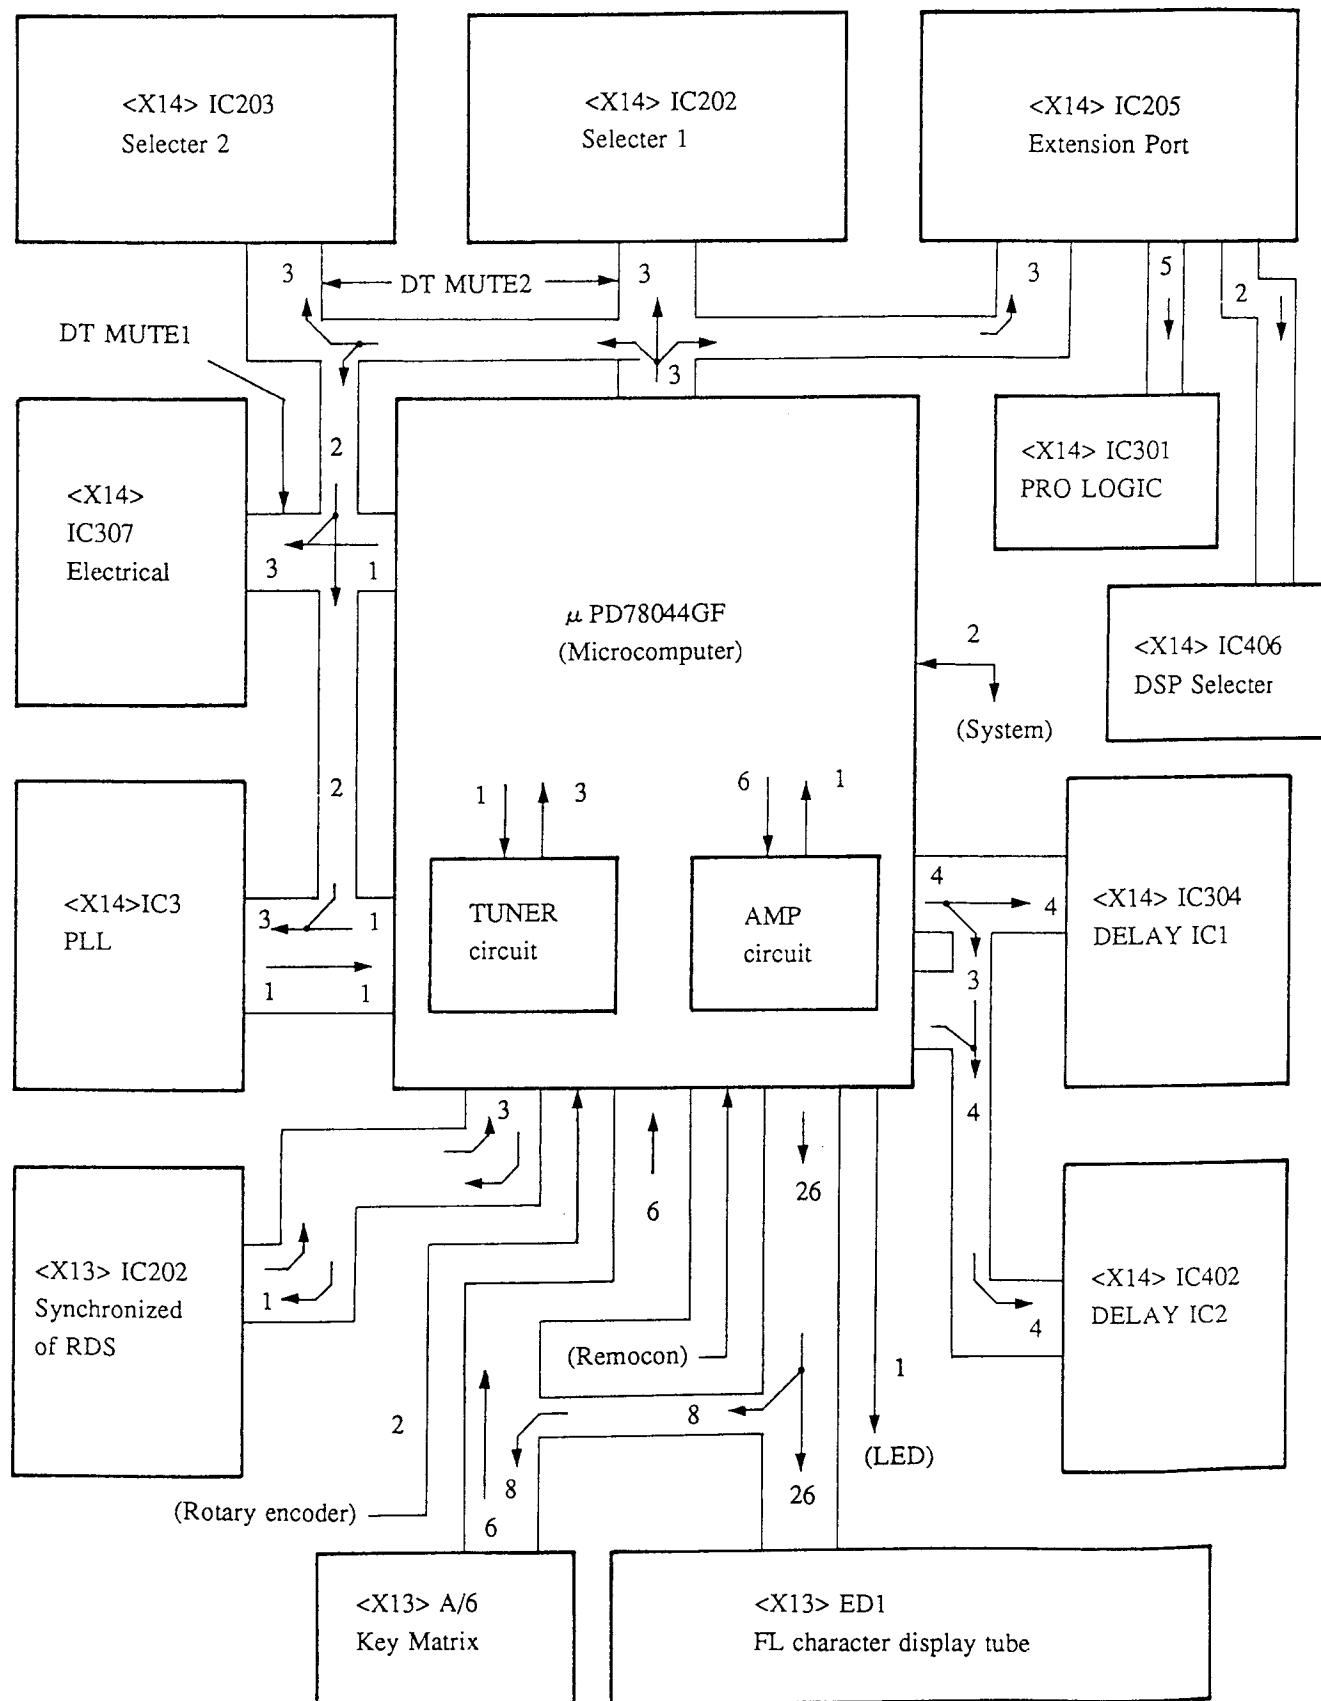 <X14> IC203
Selecter 2
<X14> IC202
Selecter 1
<X14> IC205
Extension Port
3
DT MUTE2
3
3
5
2
DT MUTE1
3
2
<X14>
IC307
Electrical
3
1
<X14> IC301
PRO LOGIC
μPD78044GF
(Microcomputer)
2
(System)
<X14> IC406
DSP Selecter
2
1
3
6
1
<X14>IC3
PLL
3
1
1
1
TUNER
circuit
AMP
circuit
4
4
3
4
<X14> IC304
DELAY IC1
3
6
26
<X13> IC202
Synchronized
of RDS
1
4
<X14> IC402
DELAY IC2
(Remocon)
1
2
8
(LED)
8
26
(Rotary encoder)
6
<X13> A/6
Key Matrix
<X13> ED1
FL character display tube